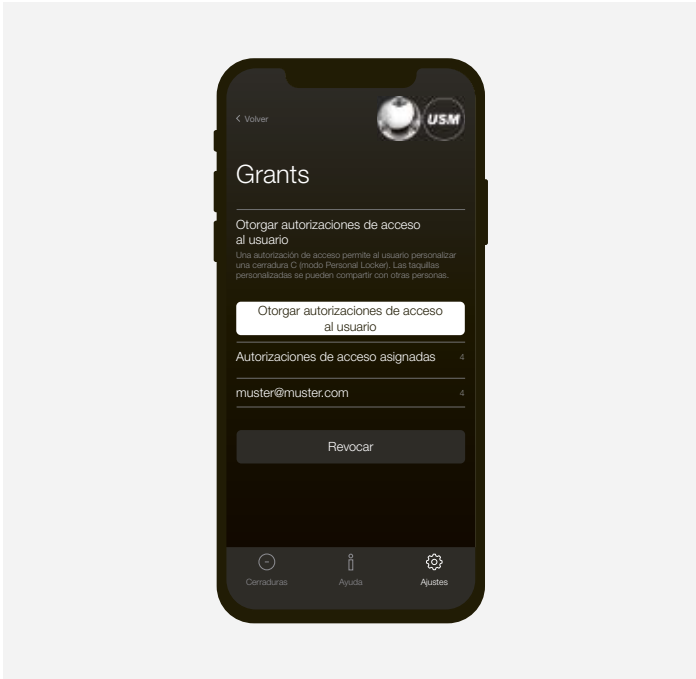 Volver
USM
Grants
Otorgar autorizaciones de acceso
al usuario
Una autorización de acceso permite al usuario personalizar
una cerradura C (modo Personal Locker). Las taquillas
personalizadas se pueden compartir con otras personas.
Otorgar autorizaciones de acceso
al usuario
Autorizaciones de acceso asignadas 4
muster@muster.com 4
Revocar
Cerraduras Ayuda Ajustes